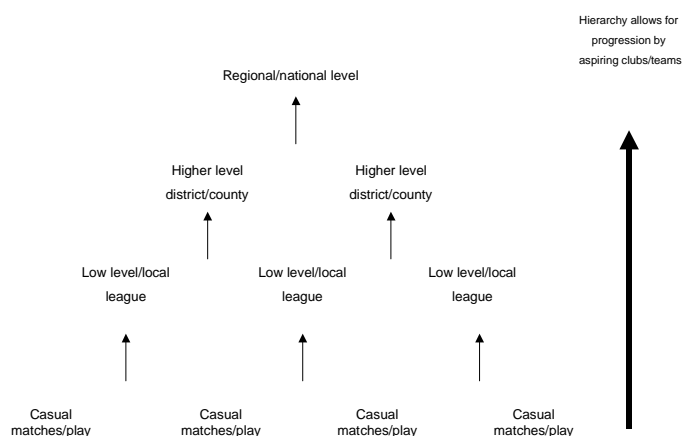 Hierarchy allows for
progression by
aspiring clubs/teams
Regional/national level
Higher level
district/county
Higher level
district/county
Low level/local
league
Low level/local
league
Low level/local
league
Casual
matches/play
Casual
matches/play
Casual
matches/play
Casual
matches/play